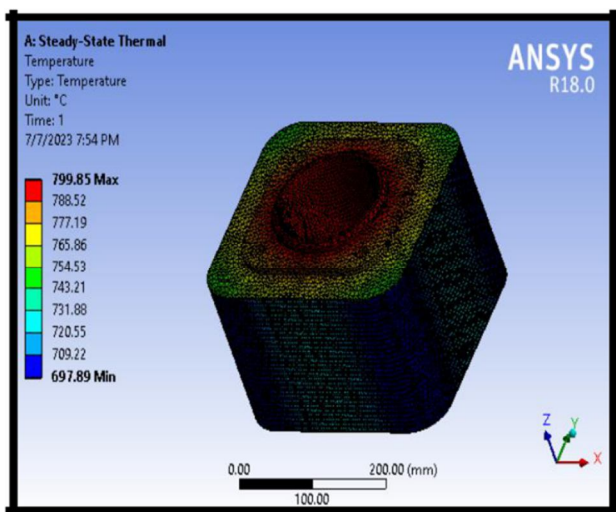 A: Steady-State Thermal
Temperature
Type: Temperature
Unit: °C
Time: 1
7/7/2023 7:54 PM
ANSYS
R18.0
799.85 Max
788.52
777.19
765.86
754.53
743.21
731.88
720.55
709.22
697.89 Min
0.00
200.00 (mm)
100.00
Z
Y
X